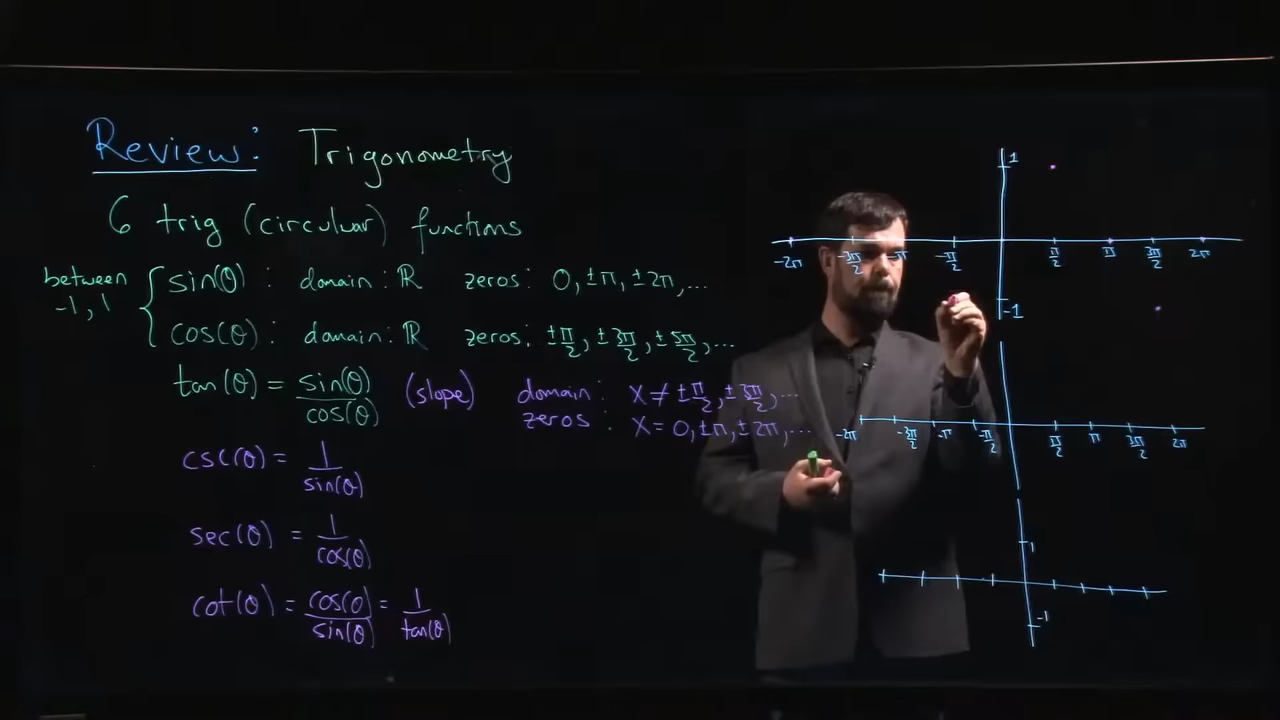 Review: Trigonometry
6 trig (circular) functions
between -1, 1
sin(θ): domain: ℝ zeros: 0, ±π, ±2π, ...
cos(θ): domain: ℝ zeros: ±π/2, ±3π/2, ±5π/2, ...
tan(θ) = sin(θ)/cos(θ) (slope) domain: x ≠ ±π/2, ±3π/2, ...
zeros: x = 0, ±π, ±2π, ...
csc(θ) = 1/sin(θ)
sec(θ) = 1/cos(θ)
cot(θ) = cos(θ)/sin(θ) = 1/tan(θ)
1
-2π -3π/2 -π -π/2 π/2 π 3π/2 2π
-1
-2π -3π/2 -π -π/2 π/2 π 3π/2 2π
1
-1